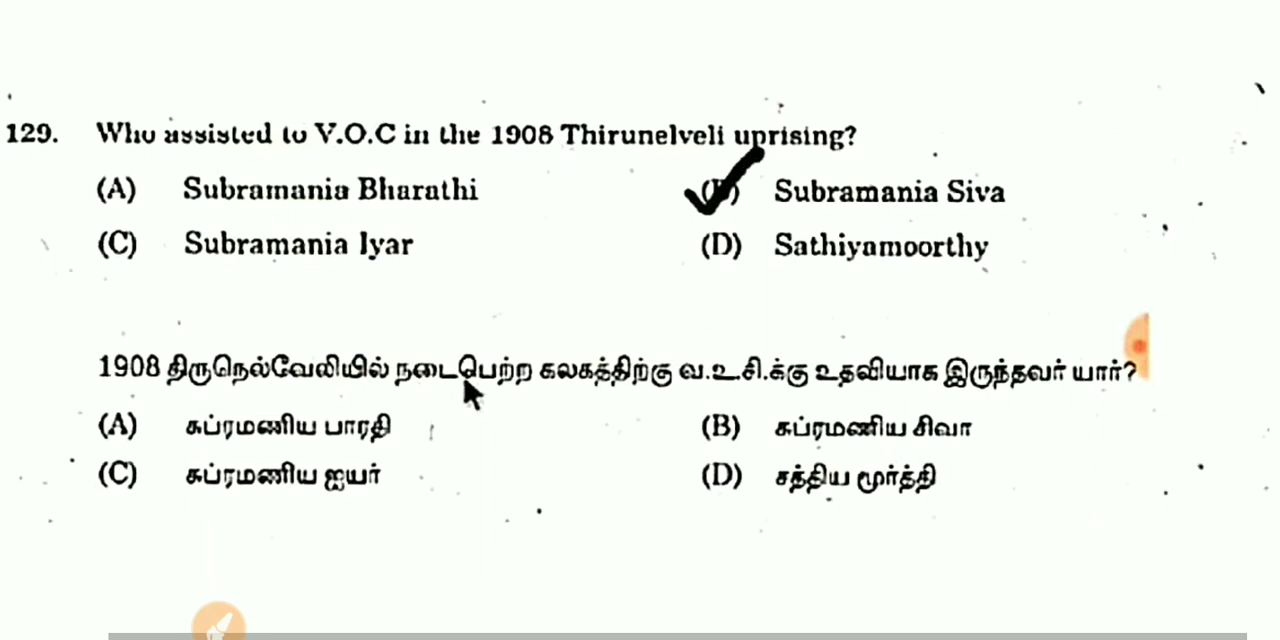 129. Who assisted to V.O.C in the 1908 Thirunelveli uprising?
(A) Subramania Bharathi (B) Subramania Siva
(C) Subramania Iyar (D) Sathiyamoorthy
1908 திருநெல்வேலியில் நடைபெற்ற கலகத்திற்கு வ.உ.சி.க்கு உதவியாக இருந்தவர் யார்?
(A) சுப்ரமணிய பாரதி (B) சுப்ரமணிய சிவா
(C) சுப்ரமணிய ஐயர் (D) சத்திய மூர்த்தி